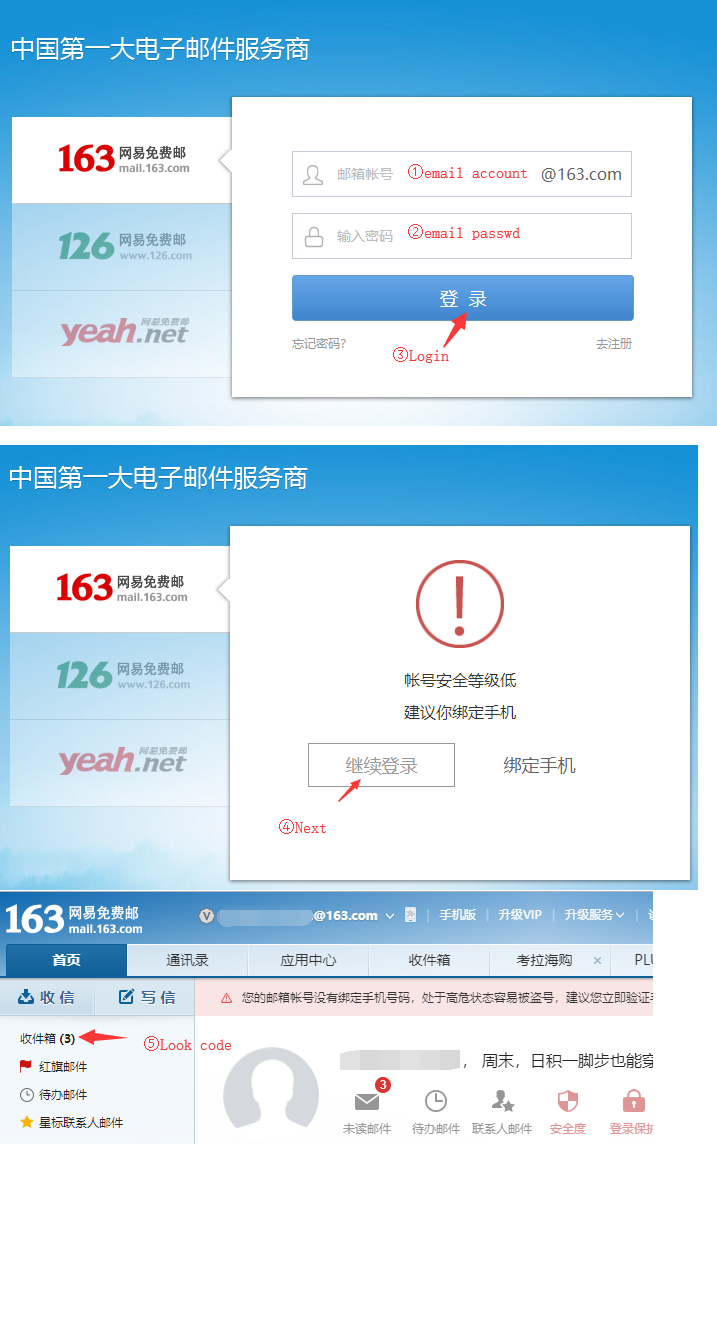 中国第一大电子邮件服务商
163 网易免费邮
mail.163.com
邮箱帐号 ①email account @163.com
126 网易免费邮
www.126.com
输入密码 ②email passwd
登 录
yeah.net 网易免费邮
忘记密码?
③Login
去注册
中国第一大电子邮件服务商
163 网易免费邮
mail.163.com
126 网易免费邮
www.126.com
yeah.net 网易免费邮
!
帐号安全等级低
建议你绑定手机
继续登录
绑定手机
④Next
163 网易免费邮
mail.163.com
V @163.com 手机版 升级VIP 升级服务
首页 通讯录 应用中心 收件箱 考拉海购 ×
收 信 写 信
您的邮箱帐号没有绑定手机号码，处于高危状态容易被盗号，建议您立即验证
收件箱 (3)
⑤Look code
红旗邮件
待办邮件
星标联系人邮件
， 周末，日积一脚步也能穿
3
未读邮件 待办邮件 联系人邮件 安全度 登录保护